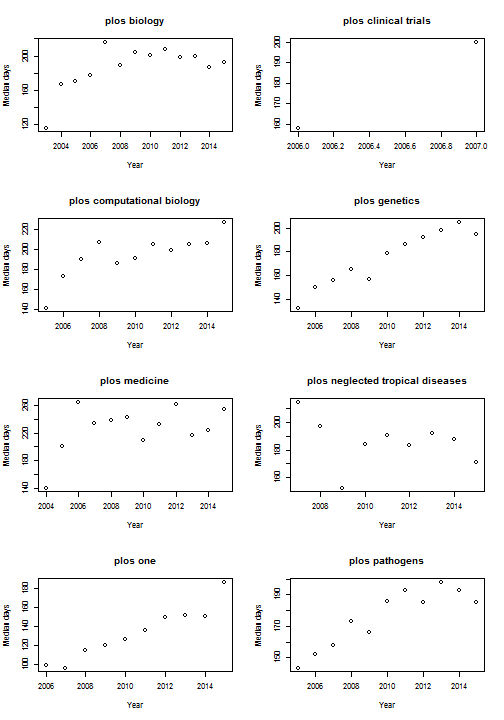 plos biology
Median days
120 160 200
2004 2006 2008 2010 2012 2014
Year
plos clinical trials
Median days
160 170 180 190 200
2006.0 2006.2 2006.4 2006.6 2006.8 2007.0
Year
plos computational biology
Median days
140 160 180 200 220
2006 2008 2010 2012 2014
Year
plos genetics
Median days
140 160 180 200
2006 2008 2010 2012 2014
Year
plos medicine
Median days
140 180 220 260
2004 2006 2008 2010 2012 2014
Year
plos neglected tropical diseases
Median days
160 180 200
2008 2010 2012 2014
Year
plos one
Median days
100 120 140 160 180
2006 2008 2010 2012 2014
Year
plos pathogens
Median days
150 170 190
2006 2008 2010 2012 2014
Year